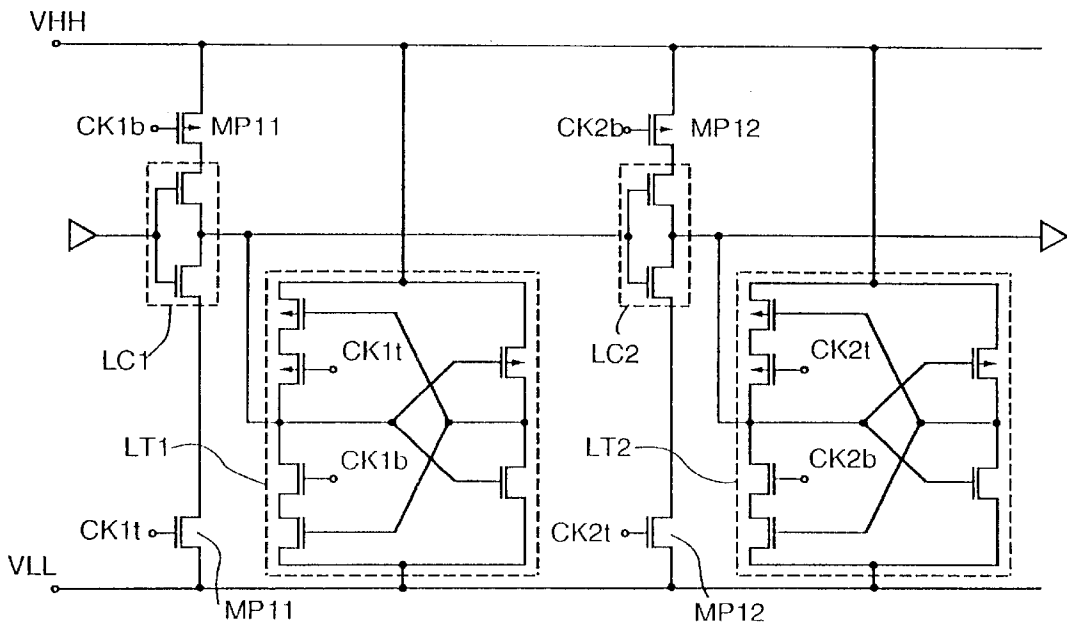 VHH
CK1b
MP11
CK2b
MP12
LC1
CK1t
LC2
CK2t
LT1
CK1b
LT2
CK2b
CK1t
CK2t
VLL
MP11
MP12